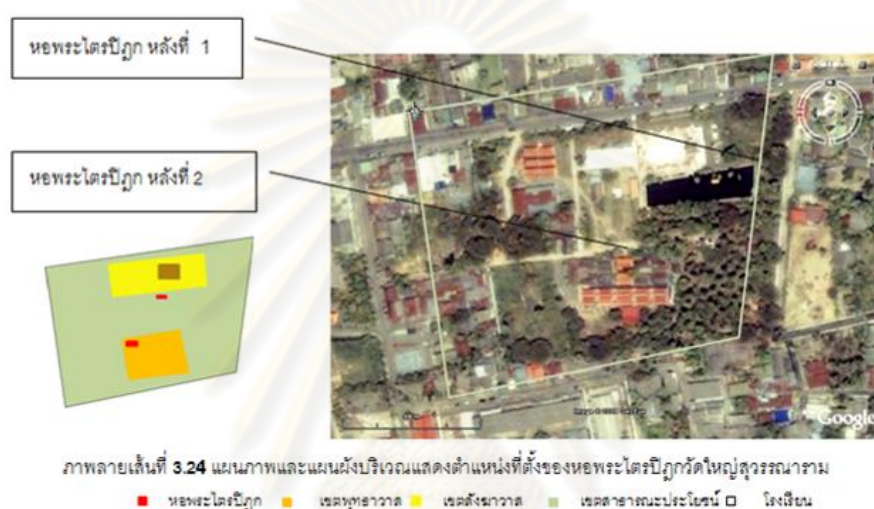 หอพระไตรปิฎก หลังที่ 1
หอพระไตรปิฎก หลังที่ 2
Google
ภาพลายเส้นที่ 3.24 แผนภาพและแผนผังบริเวณแสดงตำแหน่งที่ตั้งของหอพระไตรปิฎกวัดใหญ่สุวรรณาราม
หอพระไตรปิฎก เขตพุทธาวาส เขตสังฆาวาส เขตสาธารณะประโยชน์ โรงเรียน